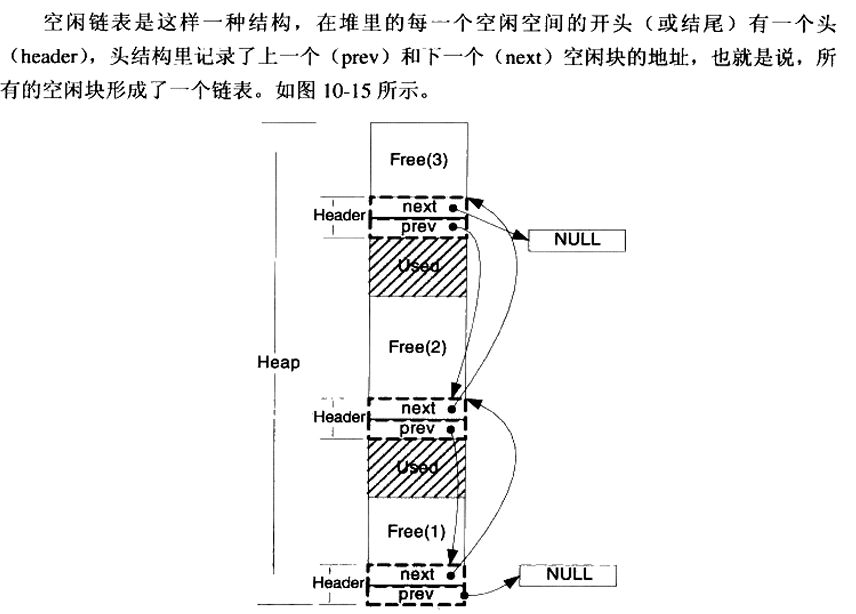 空闲链表是这样一种结构，在堆里的每一个空闲空间的开头（或结尾）有一个头
（header），头结构里记录了上一个（prev）和下一个（next）空闲块的地址，也就是说，所
有的空闲块形成了一个链表。如图 10-15 所示。
Free(3)
Header
next
prev
NULL
Used
Free(2)
Heap
Header
next
prev
Used
Free(1)
Header
next
prev
NULL